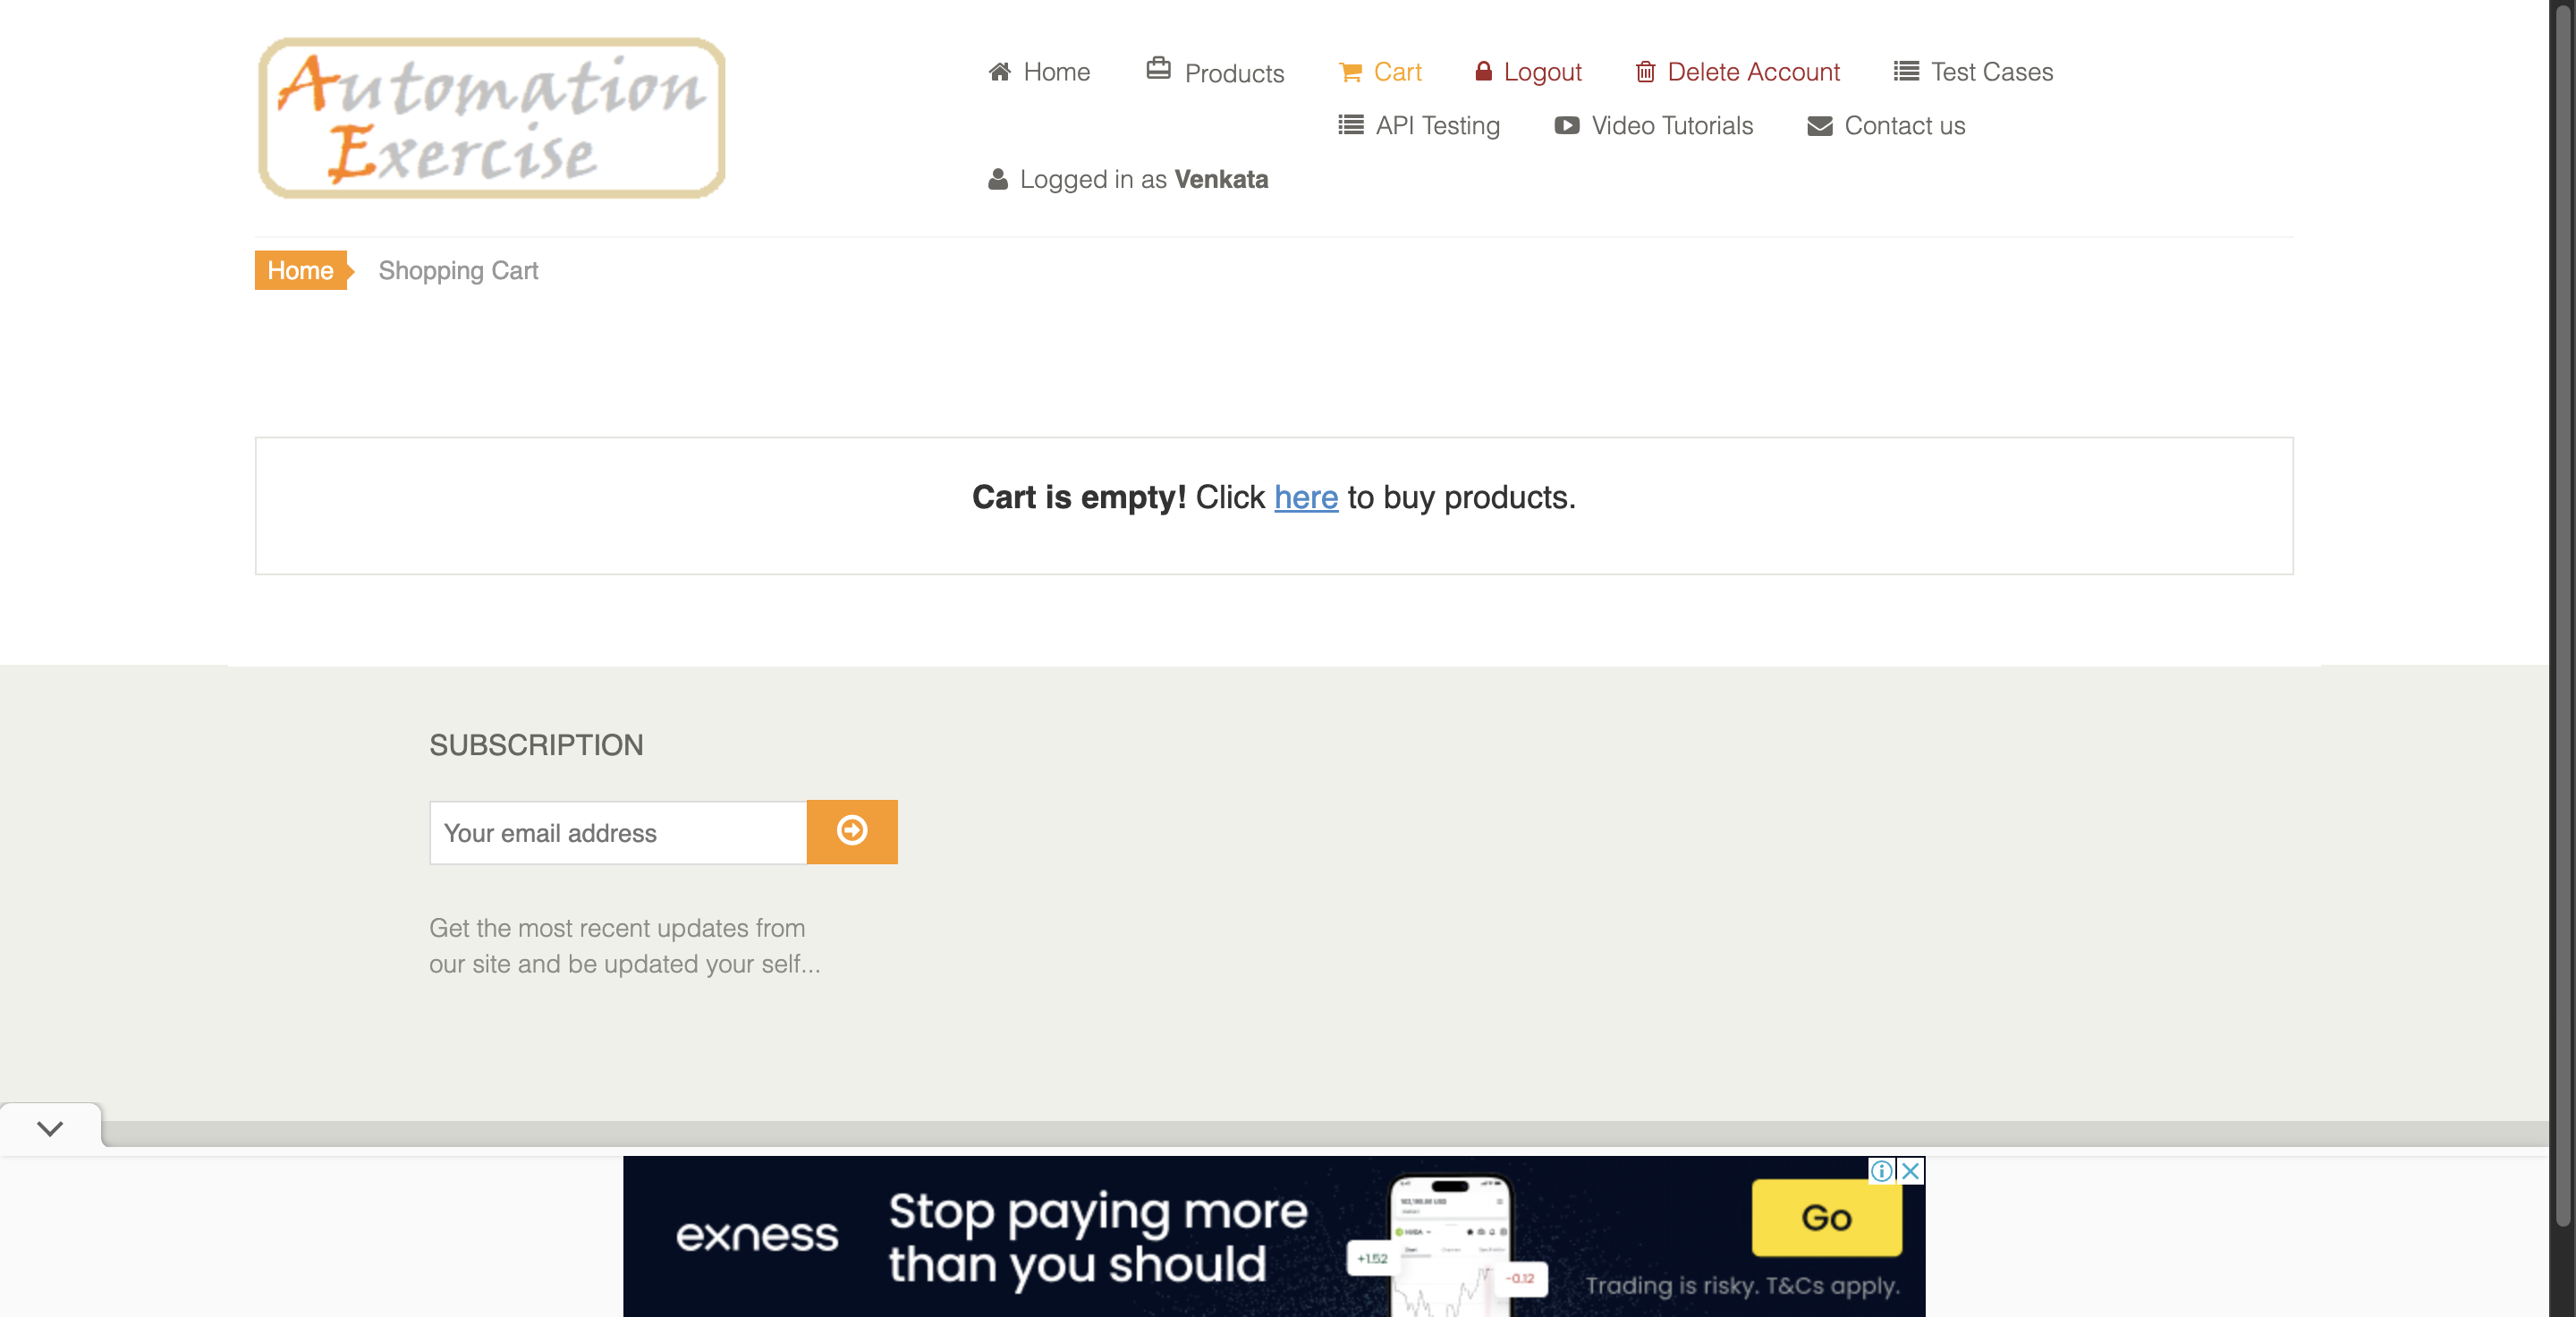 Automation
Exercise
Home Products Cart Logout Delete Account Test Cases
API Testing Video Tutorials Contact us
Logged in as Venkata
Home Shopping Cart
Cart is empty! Click here to buy products.
SUBSCRIPTION
Your email address
Get the most recent updates from
our site and be updated your self...
exness
Stop paying more
than you should
+1.52
-0.12
Go
Trading is risky. T&Cs apply.